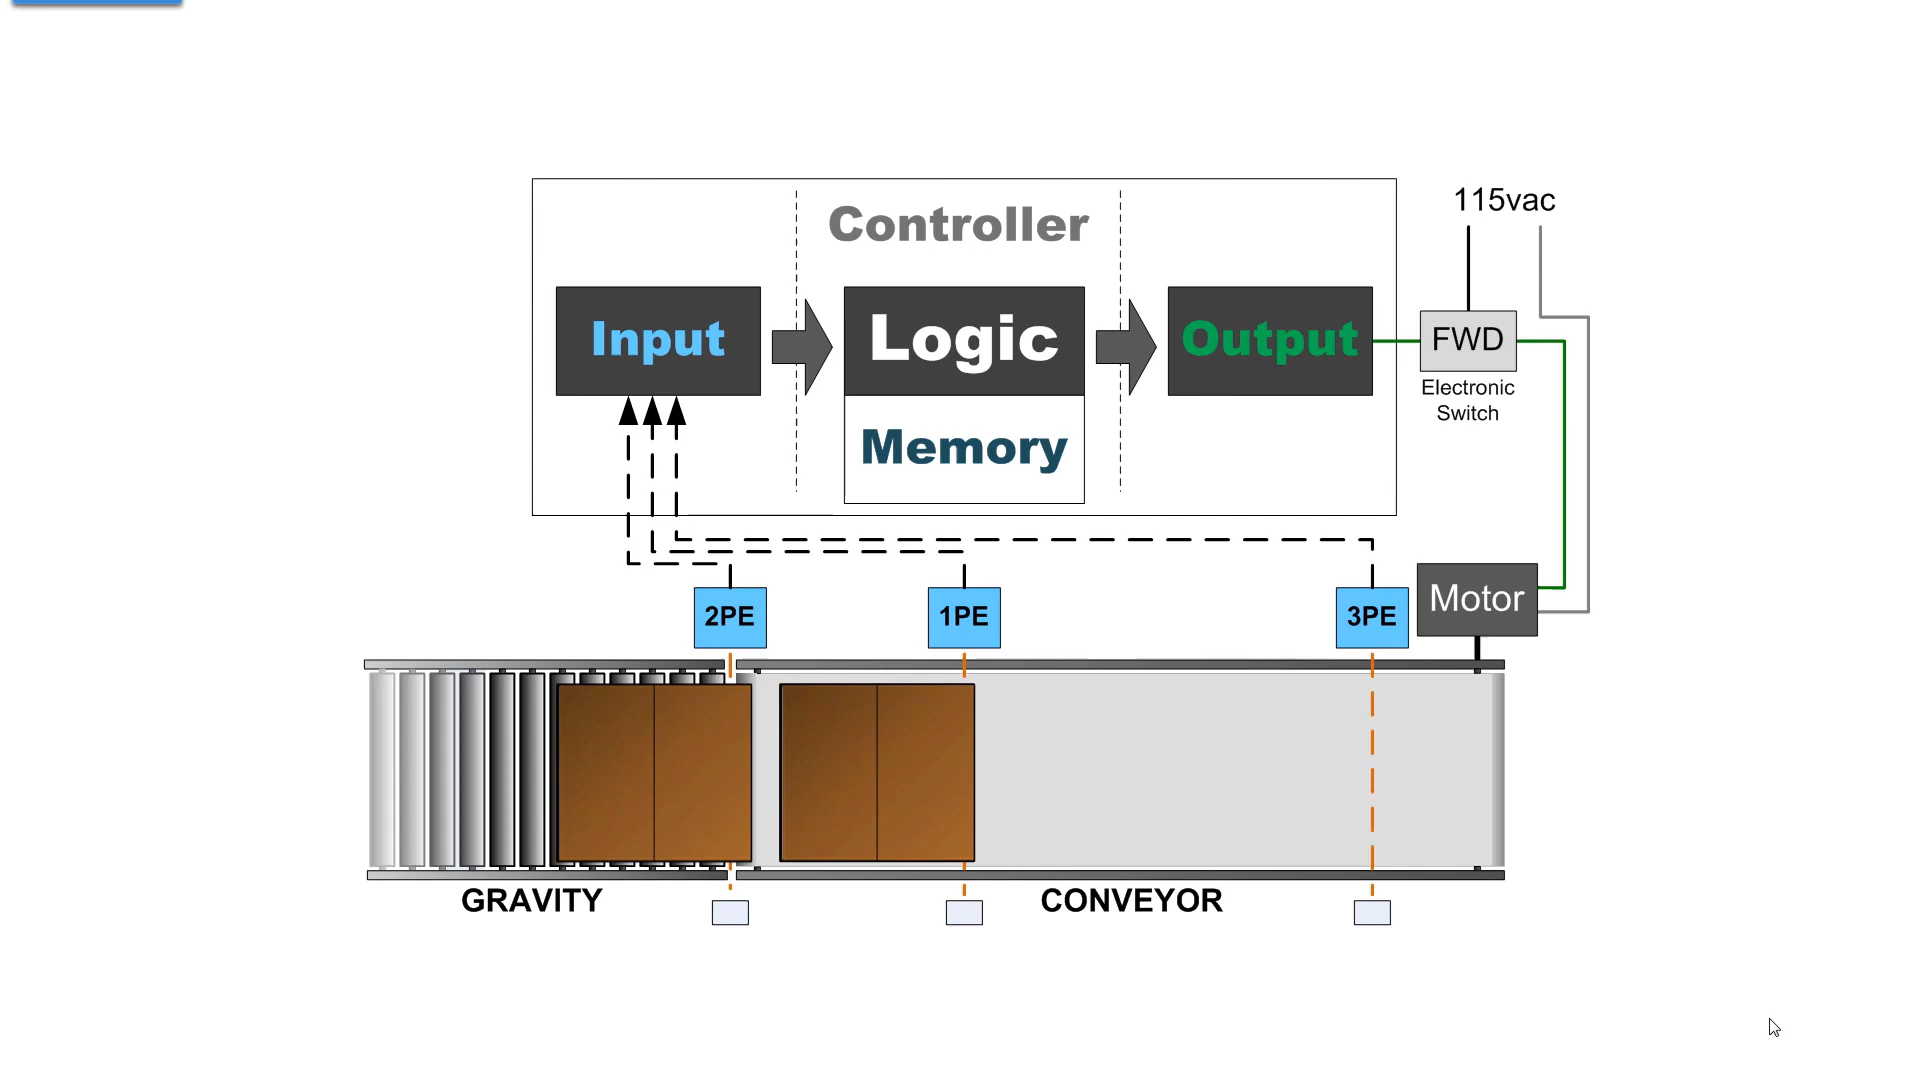 115vac
Controller
Input
Logic
Output
FWD
Electronic
Switch
Memory
2PE
1PE
3PE
Motor
GRAVITY
CONVEYOR